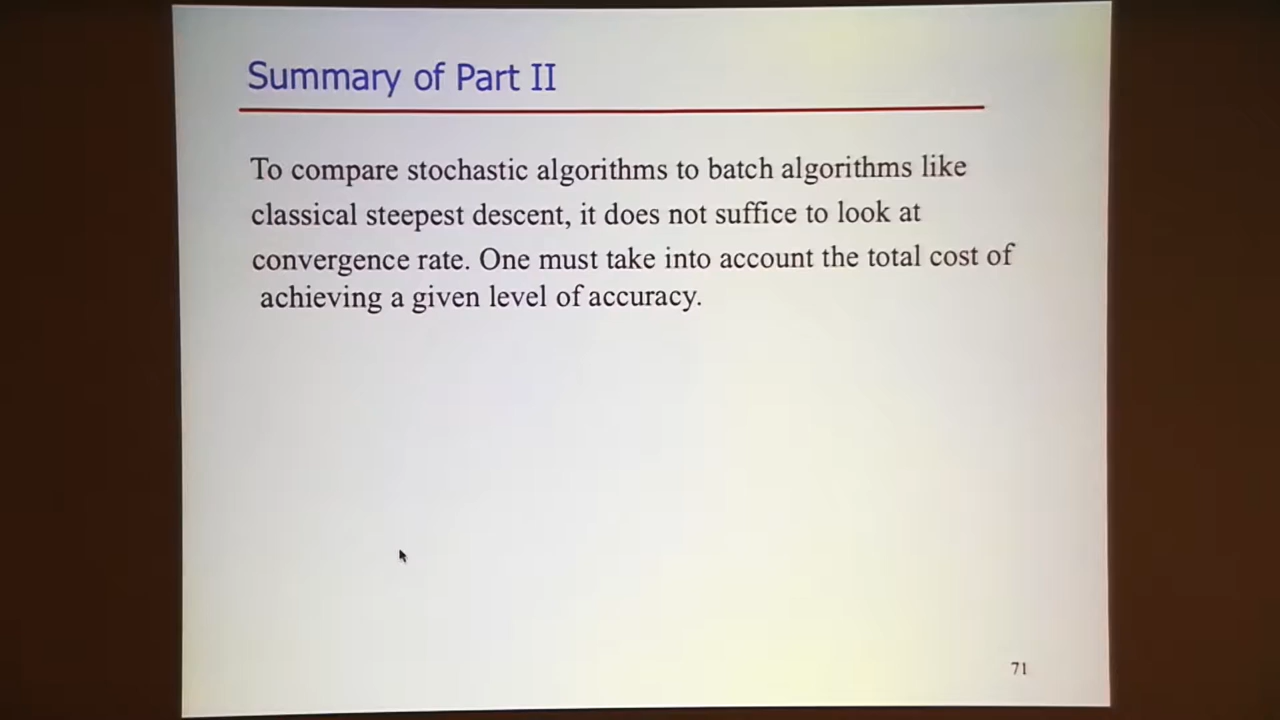 Summary of Part II
To compare stochastic algorithms to batch algorithms like
classical steepest descent, it does not suffice to look at
convergence rate. One must take into account the total cost of
achieving a given level of accuracy.
71